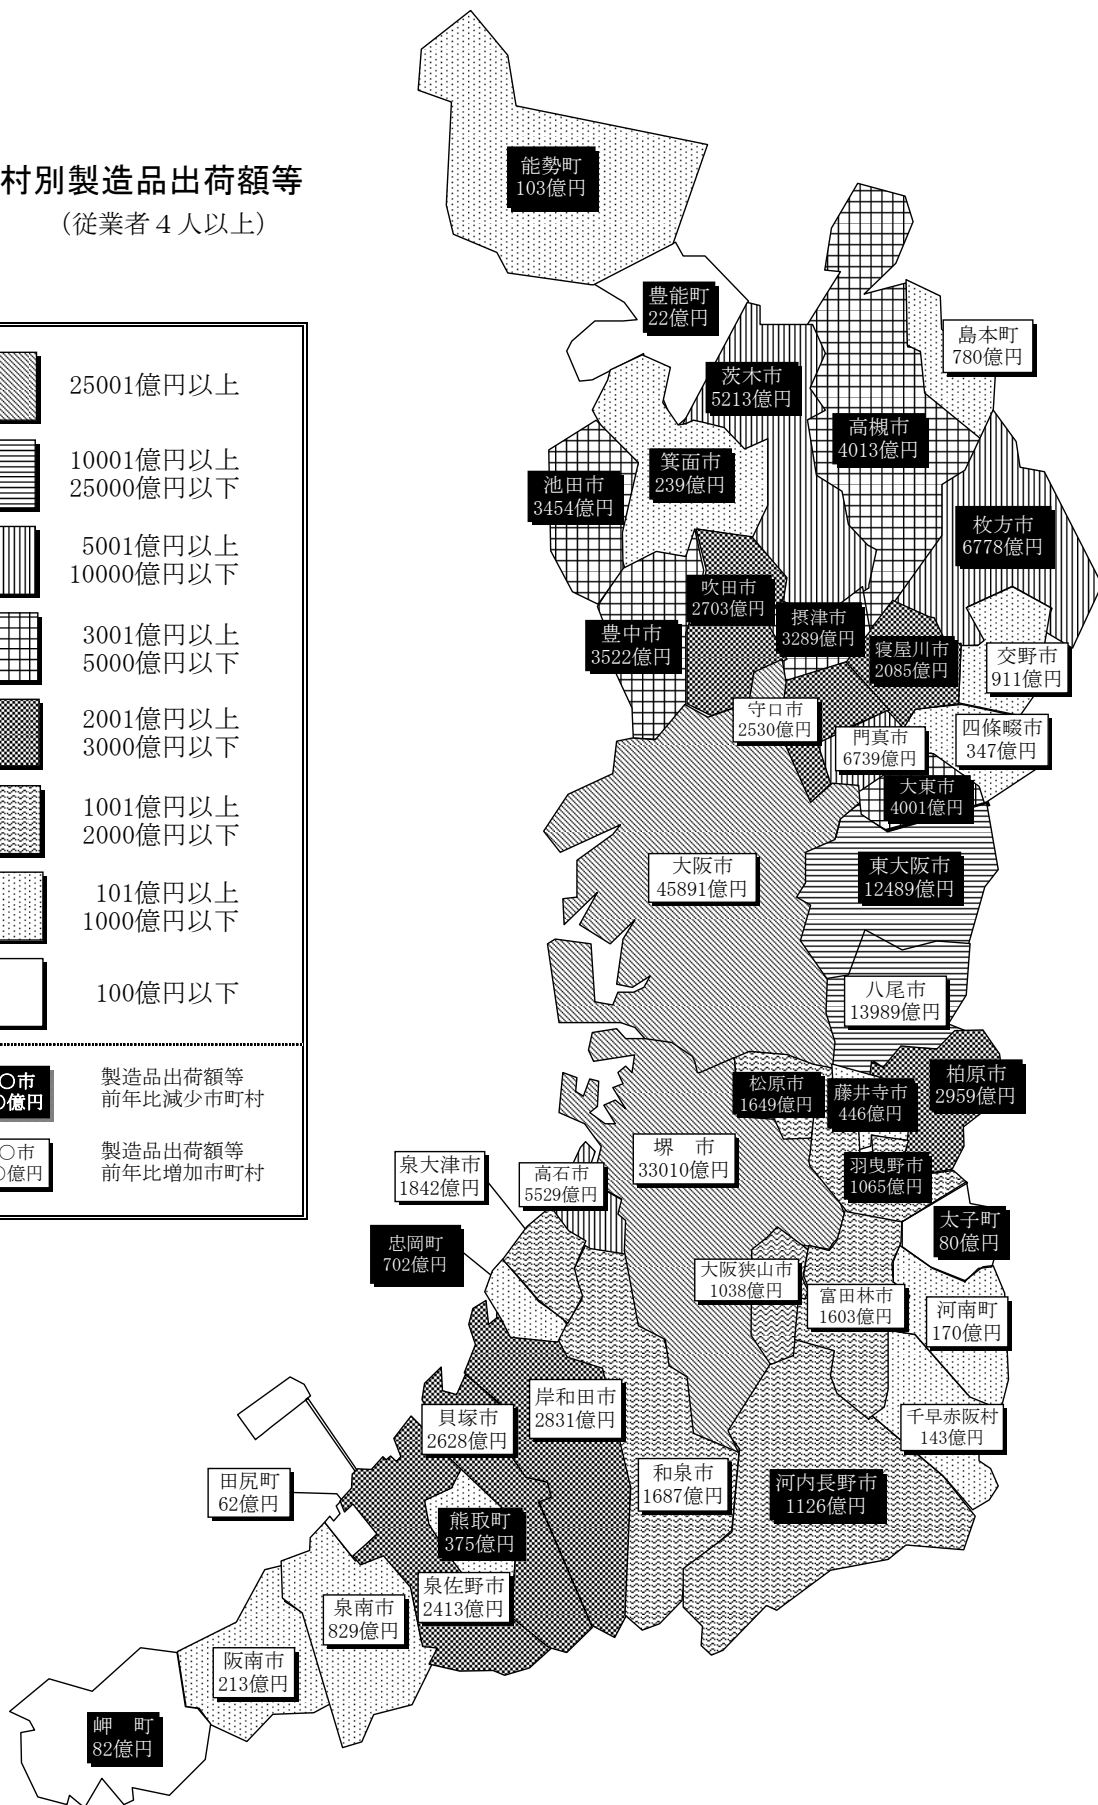 村別製造品出荷額等
（従業者４人以上）
25001億円以上
10001億円以上
25000億円以下
5001億円以上
10000億円以下
3001億円以上
5000億円以下
2001億円以上
3000億円以下
1001億円以上
2000億円以下
101億円以上
1000億円以下
100億円以下
○市
○億円
製造品出荷額等
前年比減少市町村
○市
○億円
製造品出荷額等
前年比増加市町村
能勢町
103億円
豊能町
22億円
島本町
780億円
茨木市
5213億円
高槻市
4013億円
箕面市
239億円
池田市
3454億円
枚方市
6778億円
吹田市
2703億円
摂津市
3289億円
豊中市
3522億円
寝屋川市
2085億円
交野市
911億円
守口市
2530億円
門真市
6739億円
四條畷市
347億円
大東市
4001億円
大阪市
45891億円
東大阪市
12489億円
八尾市
13989億円
松原市
1649億円
藤井寺市
446億円
柏原市
2959億円
堺　市
33010億円
羽曳野市
1065億円
泉大津市
1842億円
高石市
5529億円
太子町
80億円
忠岡町
702億円
大阪狭山市
1038億円
富田林市
1603億円
河南町
170億円
岸和田市
2831億円
貝塚市
2628億円
千早赤阪村
143億円
和泉市
1687億円
河内長野市
1126億円
田尻町
62億円
熊取町
375億円
泉佐野市
2413億円
泉南市
829億円
阪南市
213億円
岬　町
82億円